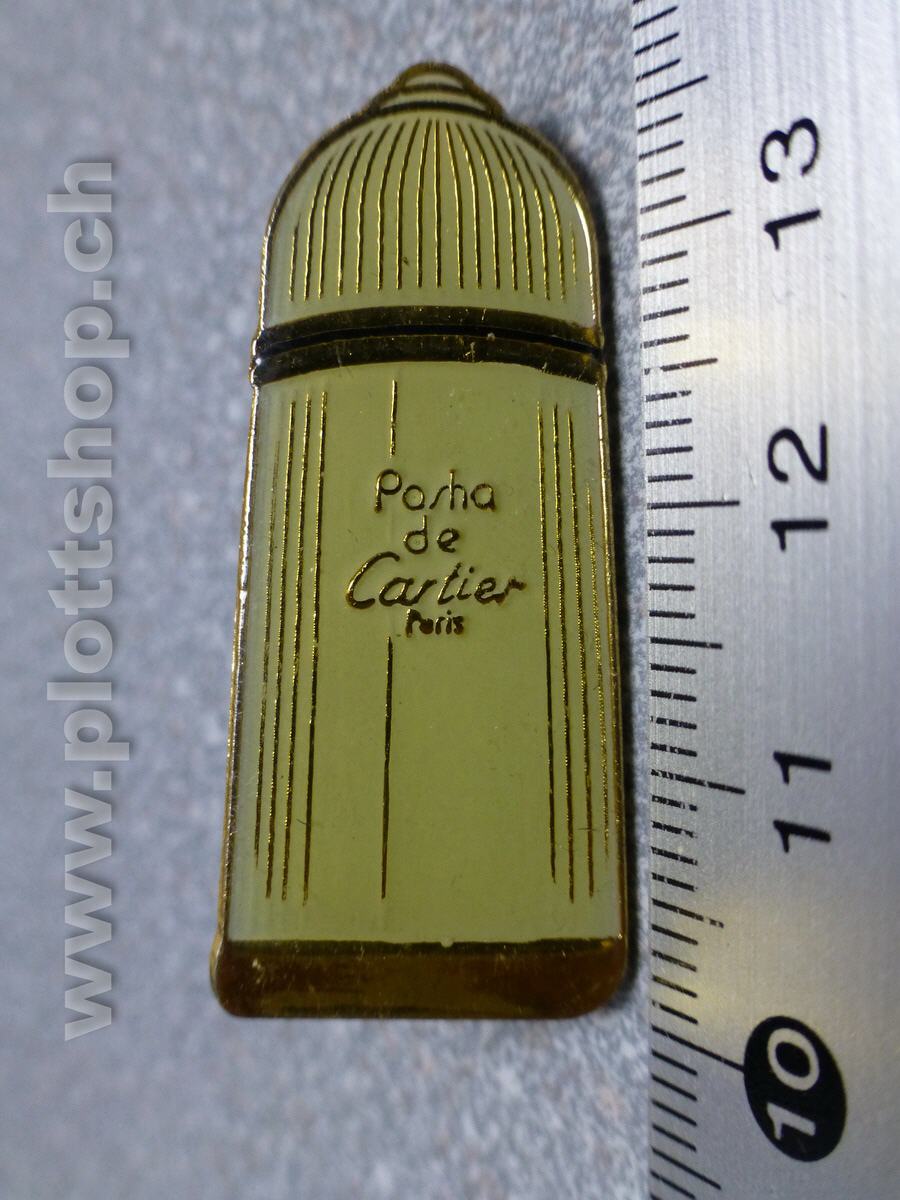 www.plottshop.ch
Pasha
de
Cartier
Paris
13
12
11
10